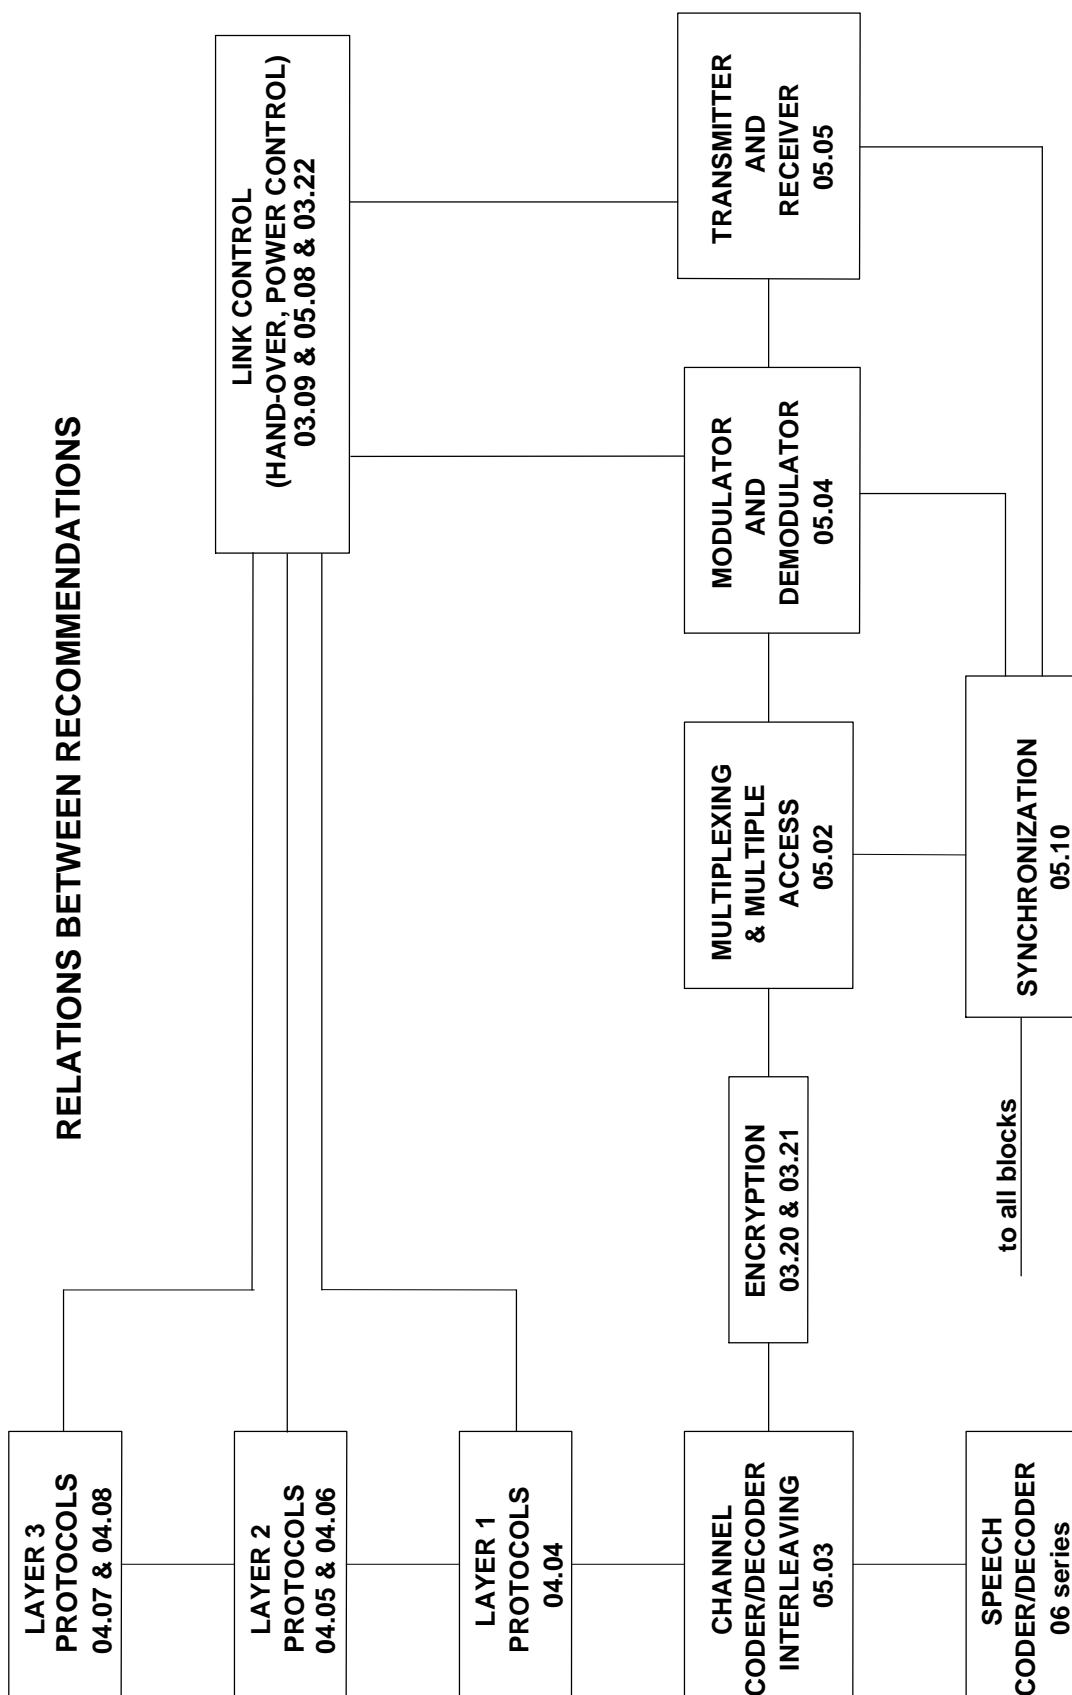 RELATIONS BETWEEN RECOMMENDATIONS
LAYER 3
PROTOCOLS
04.07 & 04.08
LAYER 2
PROTOCOLS
04.05 & 04.06
LAYER 1
PROTOCOLS
04.04
LINK CONTROL
(HAND-OVER, POWER CONTROL)
03.09 & 05.08 & 03.22
CHANNEL
CODER/DECODER
INTERLEAVING
05.03
ENCRYPTION
03.20 & 03.21
MULTIPLEXING
& MULTIPLE
ACCESS
05.02
MODULATOR
AND
DEMODULATOR
05.04
TRANSMITTER
AND
RECEIVER
05.05
SPEECH
CODER/DECODER
06 series
to all blocks
SYNCHRONIZATION
05.10